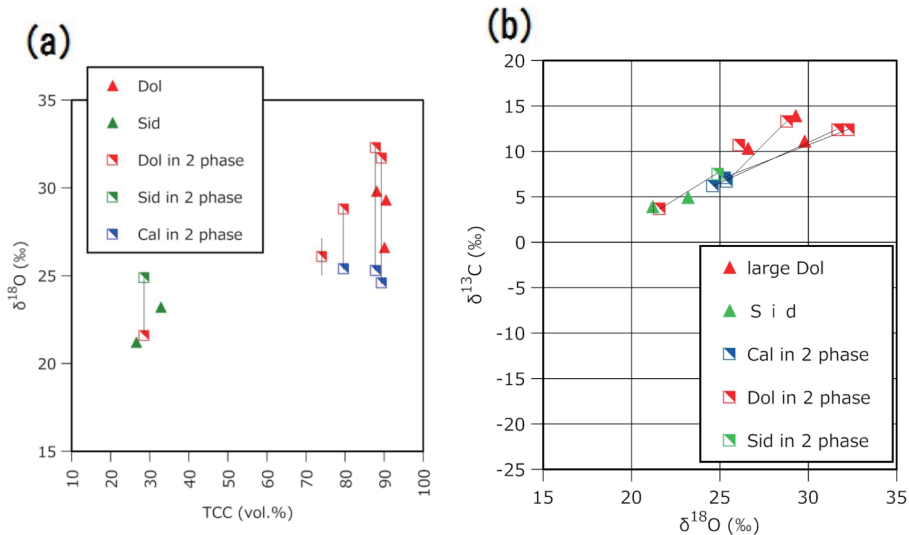 (a)
Dol
Sid
Dol in 2 phase
Sid in 2 phase
Cal in 2 phase
35
30
25
20
15
δ¹⁸O (‰)
10 20 30 40 50 60 70 80 90 100
TCC (vol.%)
(b)
20
15
10
5
0
-5
-10
-15
-20
-25
δ¹³C (‰)
large Dol
S i d
Cal in 2 phase
Dol in 2 phase
Sid in 2 phase
15 20 25 30 35
δ¹⁸O (‰)